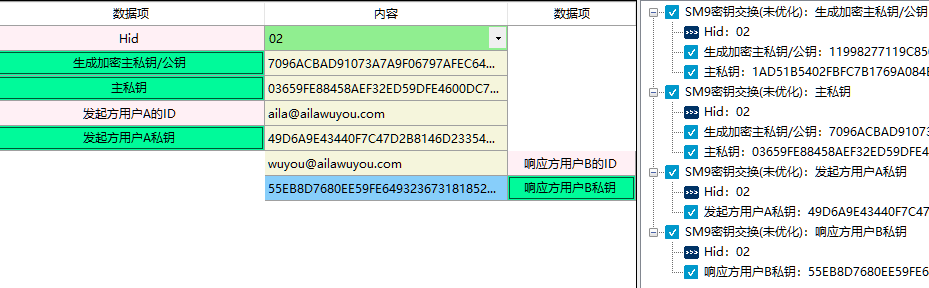 数据项 内容 数据项
Hid 02
生成加密主私钥/公钥 7096ACBAD91073A7A9F06797AFEC64...
主私钥 03659FE88458AEF32ED59DFE4600DC7...
发起方用户A的ID aila@ailawuyou.com
发起方用户A私钥 49D6A9E43440F7C47D2B8146D23354...
wuyou@ailawuyou.com 响应方用户B的ID
55EB8D7680EE59FE649323673181852... 响应方用户B私钥
SM9密钥交换(未优化)：生成加密主私钥/公钥
Hid：02
生成加密主私钥/公钥：11998277119C850
主私钥：1AD51B5402FBFC7B1769A084E
SM9密钥交换(未优化)：主私钥
Hid：02
生成加密主私钥/公钥：7096ACBAD91073
主私钥：03659FE88458AEF32ED59DFE4
SM9密钥交换(未优化)：发起方用户A私钥
Hid：02
发起方用户A私钥：49D6A9E43440F7C47
SM9密钥交换(未优化)：响应方用户B私钥
Hid：02
响应方用户B私钥：55EB8D7680EE59FE6